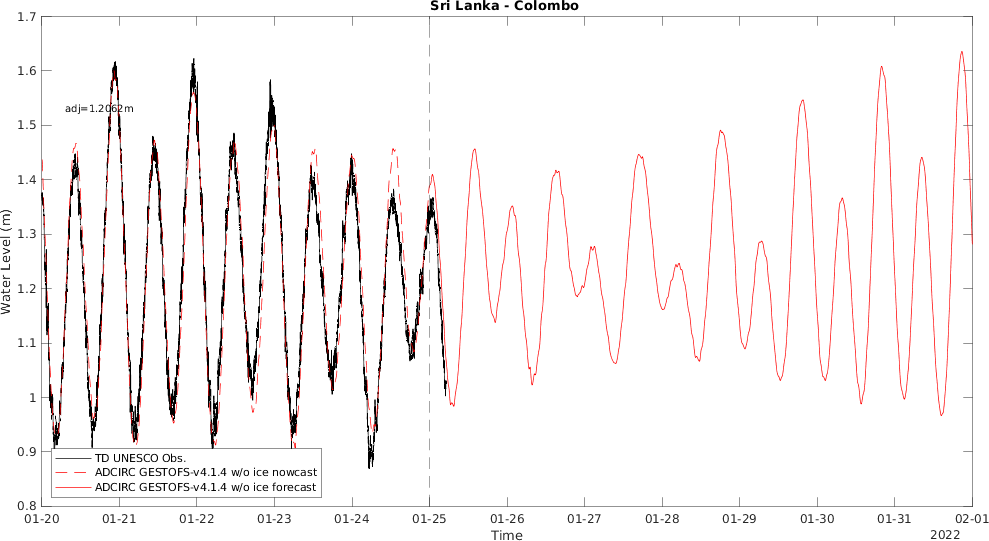 Sri Lanka - Colombo
1.7
1.6
1.5
1.4
1.3
1.2
1.1
1
0.9
0.8
Water Level (m)
adj=1.2062m
TD UNESCO Obs.
ADCIRC GESTOFS-v4.1.4 w/o ice nowcast
ADCIRC GESTOFS-v4.1.4 w/o ice forecast
01-20 01-21 01-22 01-23 01-24 01-25 01-26 01-27 01-28 01-29 01-30 01-31 02-01
Time
2022